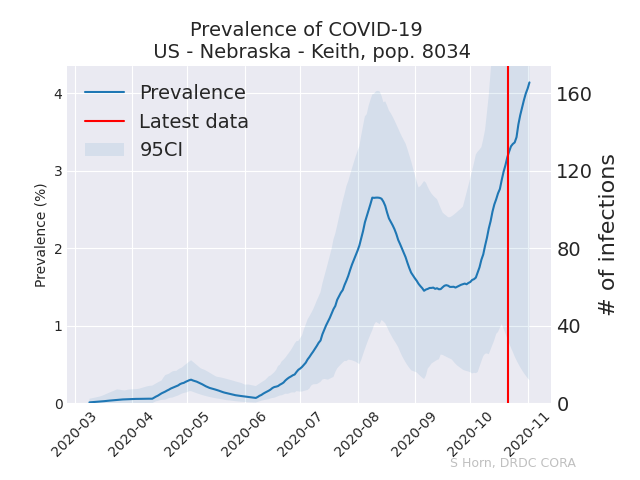 Prevalence of COVID-19
US - Nebraska - Keith, pop. 8034
Prevalence
Latest data
95CI
Prevalence (%)
4
3
2
1
0
# of infections
160
120
80
40
0
2020-03
2020-04
2020-05
2020-06
2020-07
2020-08
2020-09
2020-10
2020-11
S Horn, DRDC CORA